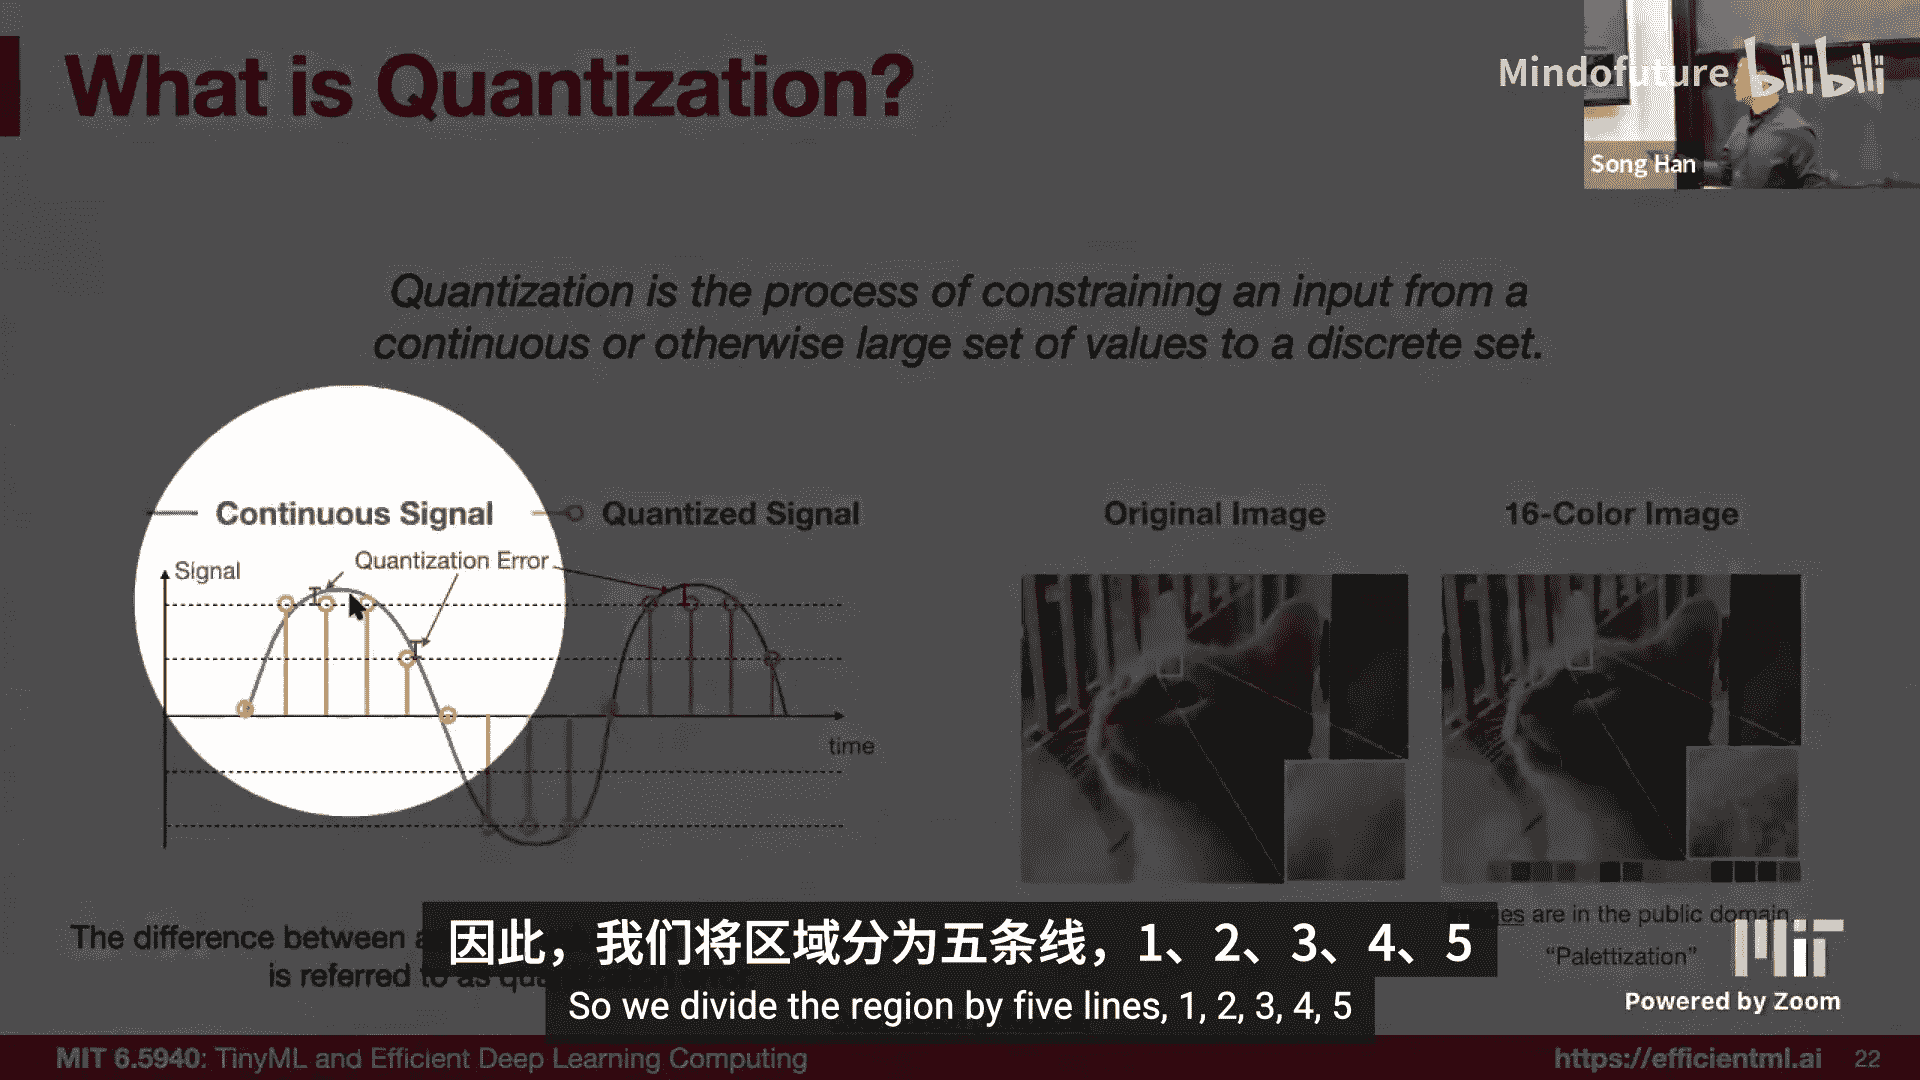 What is Quantization?
Mindofuture
bilibili
Song Han
Quantization is the process of constraining an input from a
continuous or otherwise large set of values to a discrete set.
Continuous Signal
Quantized Signal
Signal
Quantization Error
time
Original Image
16-Color Image
The difference between
is referred to as
are in the public domain.
“Palettization”
因此，我们将区域分为五条线，1、2、3、4、5
So we divide the region by five lines, 1, 2, 3, 4, 5
MIT
Powered by Zoom
MIT 6.5940: TinyML and Efficient Deep Learning Computing
https://efficientml.ai
22